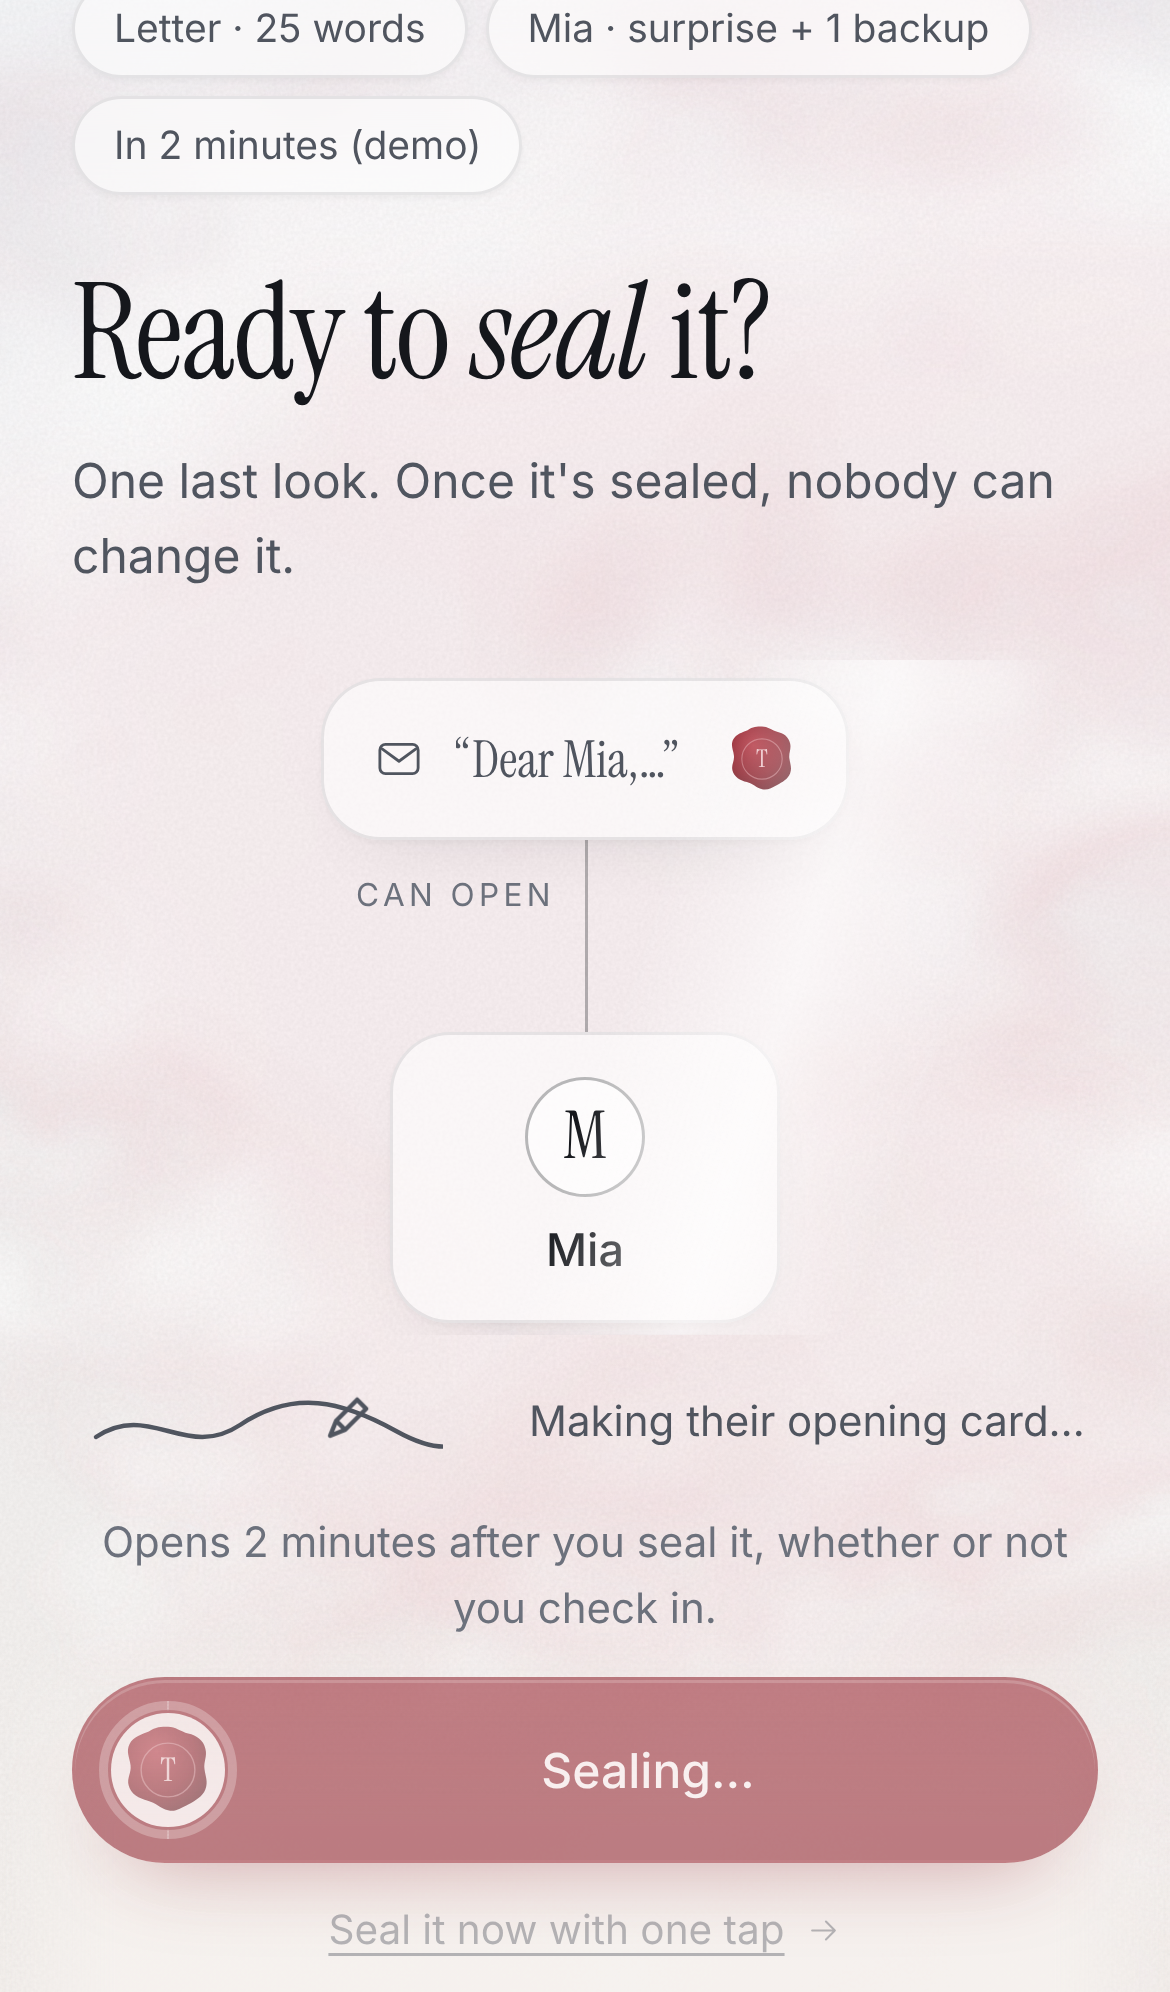 Letter · 25 words
Mia · surprise + 1 backup
In 2 minutes (demo)
Ready to seal it?
One last look. Once it's sealed, nobody can
change it.
“Dear Mia,...”
T
CAN OPEN
M
Mia
Making their opening card...
Opens 2 minutes after you seal it, whether or not
you check in.
T
Sealing...
Seal it now with one tap →